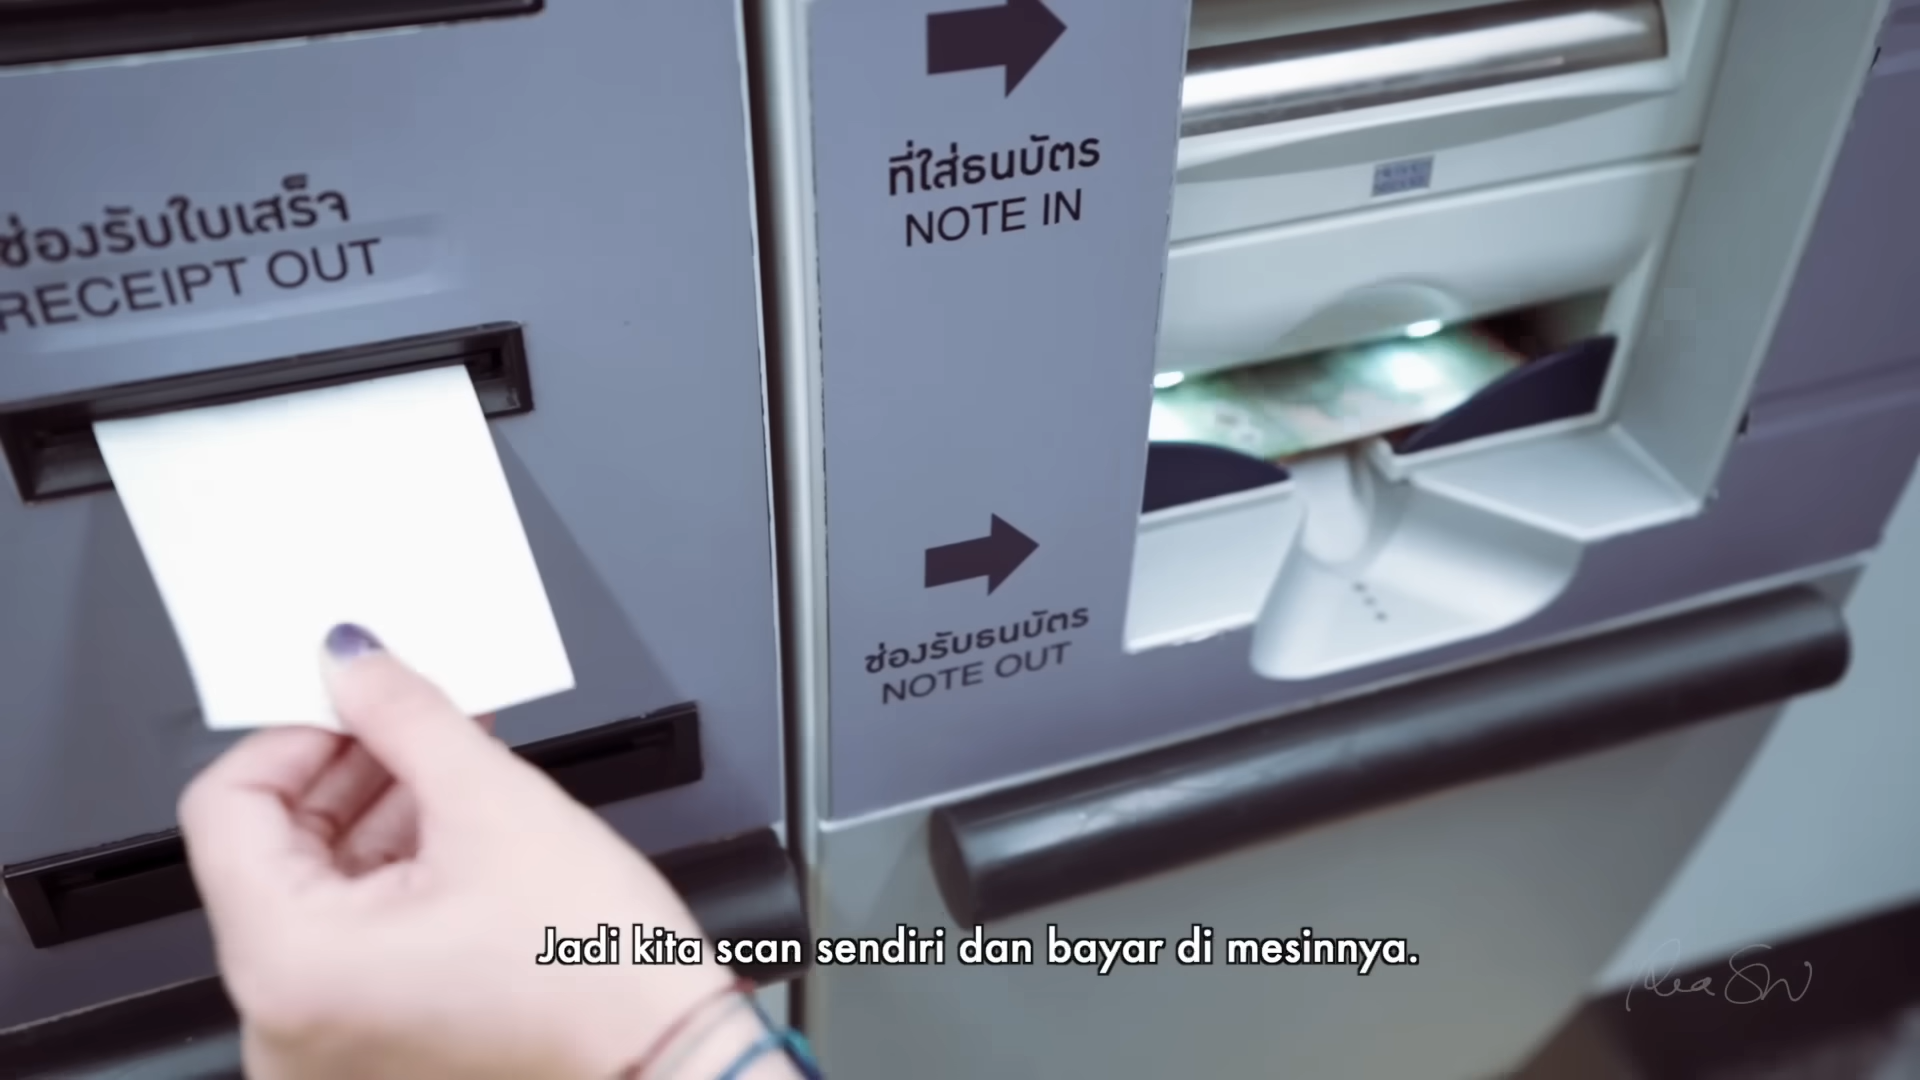 ช่องรับใบเสร็จ
RECEIPT OUT
ที่ใส่ธนบัตร
NOTE IN
ช่องรับธนบัตร
NOTE OUT
Jadi kita scan sendiri dan bayar di mesinnya.